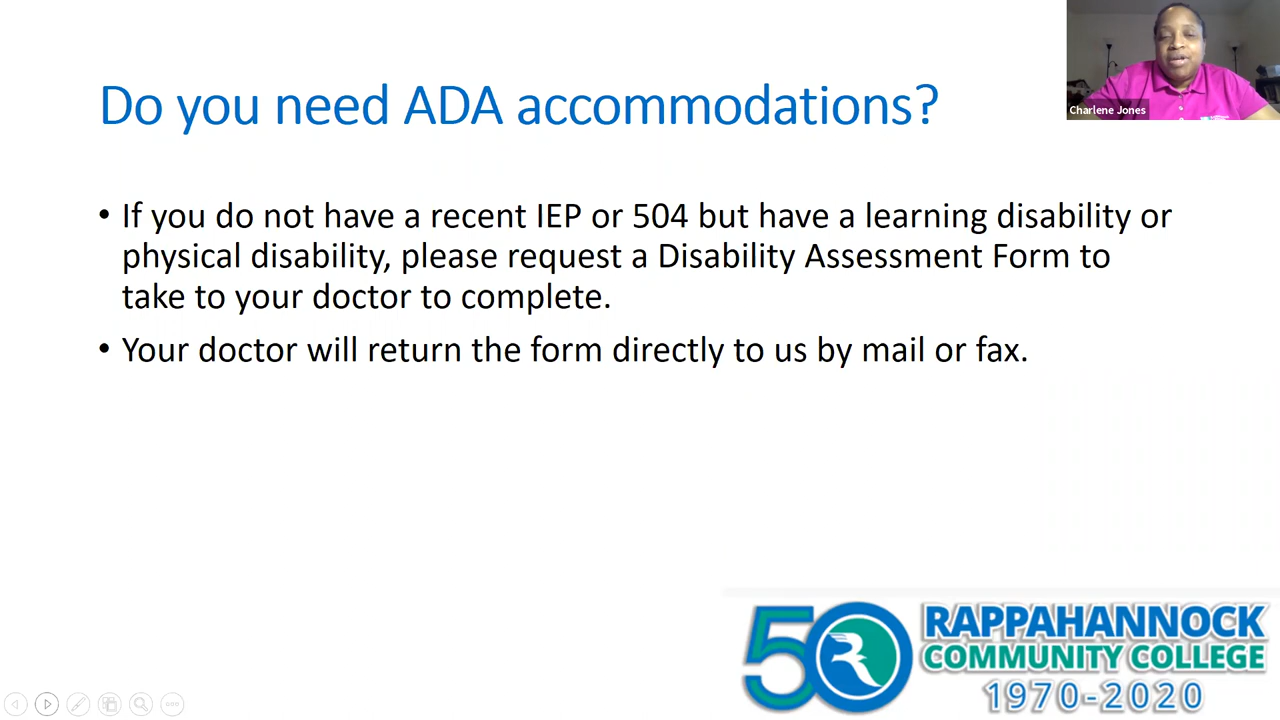 Do you need ADA accommodations?
Charlene Jones
• If you do not have a recent IEP or 504 but have a learning disability or
physical disability, please request a Disability Assessment Form to
take to your doctor to complete.
• Your doctor will return the form directly to us by mail or fax.
50 RAPPAHANNOCK
COMMUNITY COLLEGE
1970-2020